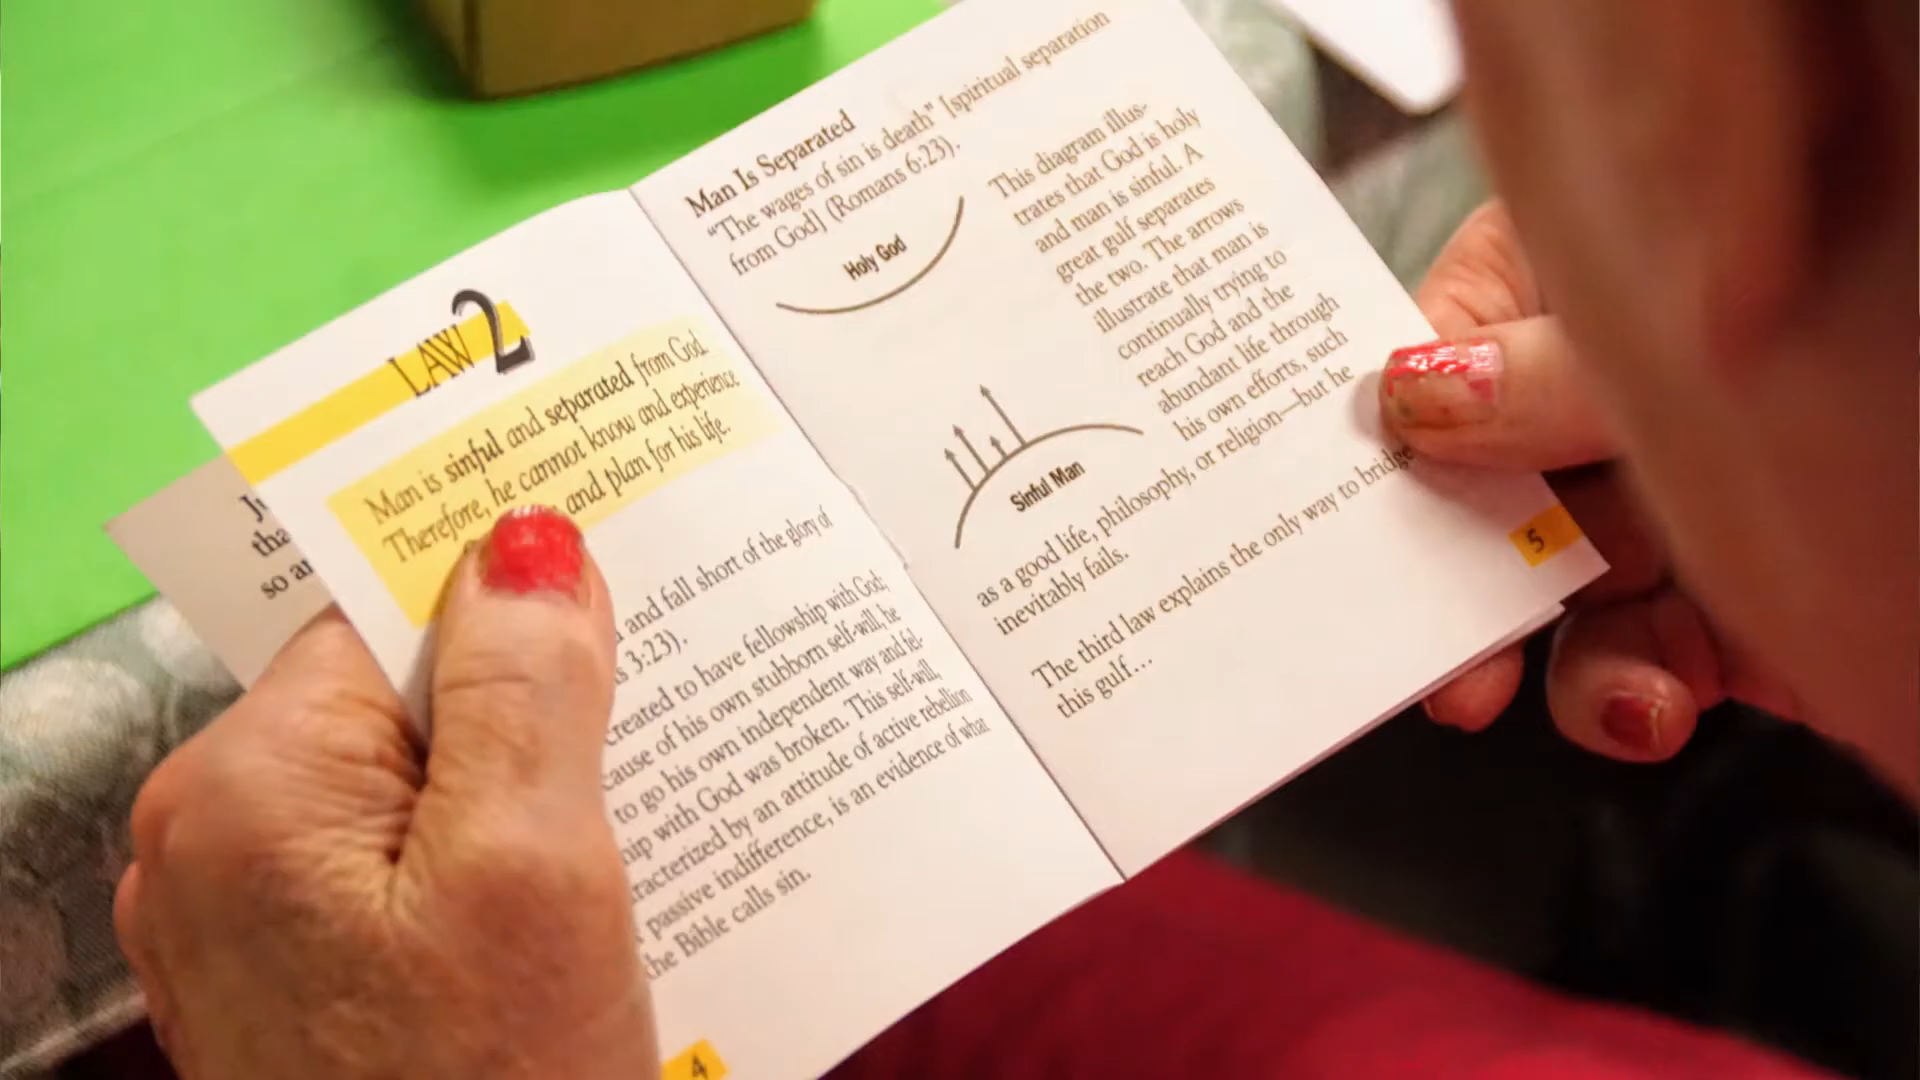 LAW 2
Man is sinful and separated from God.
Therefore, he cannot know and experience
and plan for his life.
and fall short of the glory of
3:23).
created to have fellowship with God;
of his own stubborn self-will, he
to go his own independent way and fel-
with God was broken. This self-will,
by an attitude of active rebellion
passive indifference, is an evidence of what
the Bible calls sin.
4
so
Man Is Separated
“The wages of sin is death” [spiritual separation
from God] (Romans 6:23).
Holy God
This diagram illus-
trates that God is holy
and man is sinful. A
great gulf separates
the two. The arrows
illustrate that man is
continually trying to
reach God and the
abundant life through
his own efforts, such
as a good life, philosophy, or religion—but he
inevitably fails.
Sinful Man
The third law explains the only way to bridge
this gulf...
5